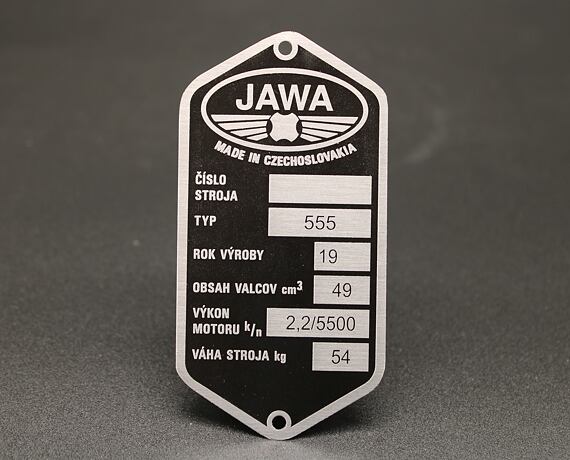 JAWA
MADE IN CZECHOSLOVAKIA
ČÍSLO
STROJA
TYP 555
ROK VÝROBY 19
OBSAH VALCOV cm³ 49
VÝKON
MOTORU k/n 2,2/5500
VÁHA STROJA kg 54